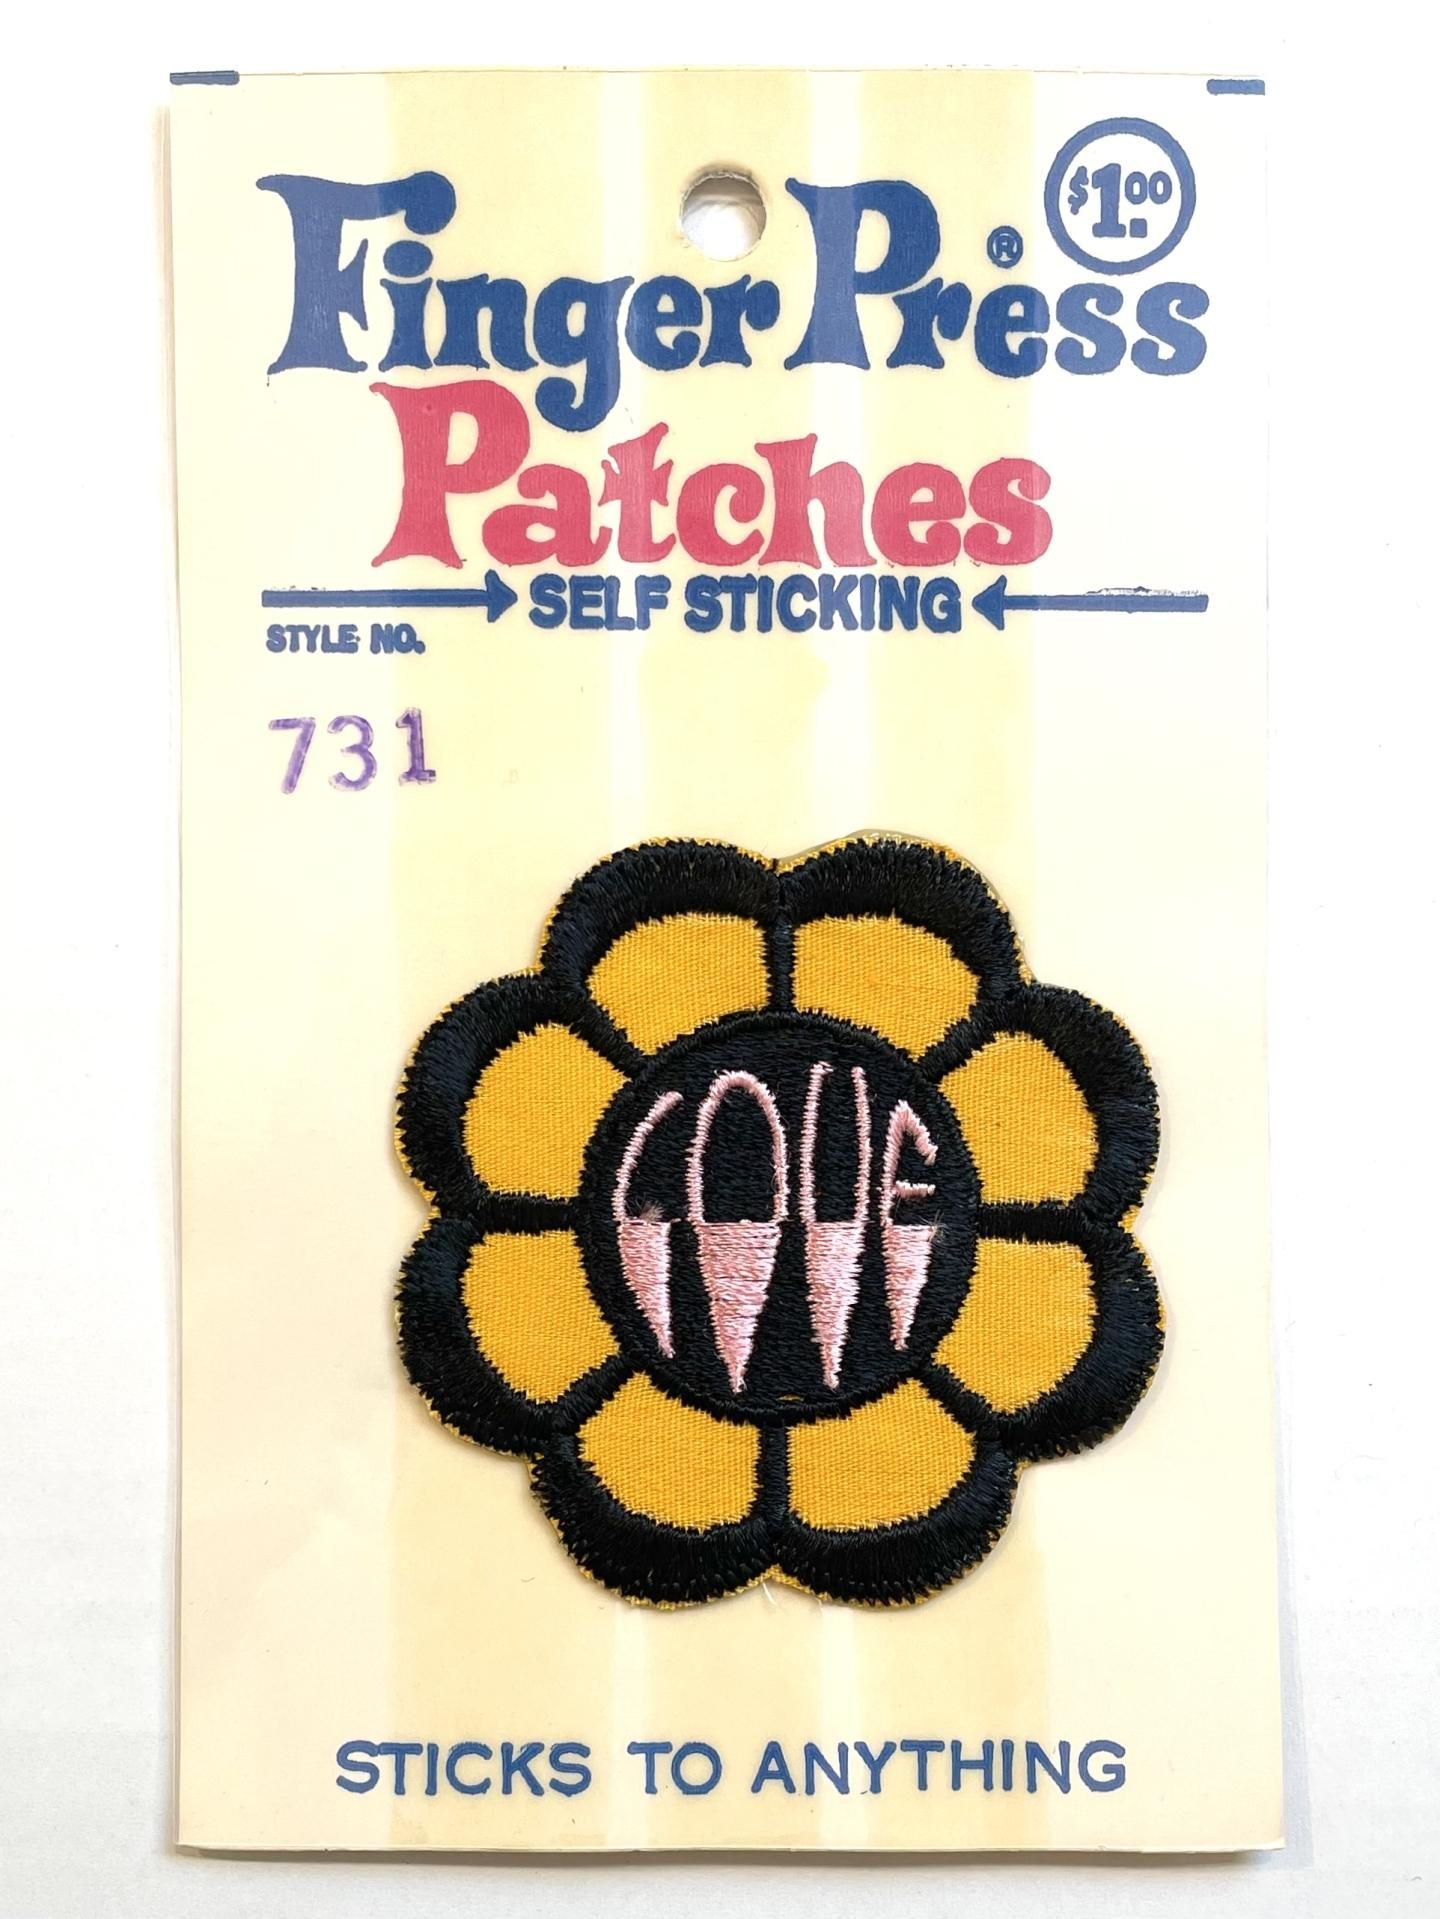 $1.00
Finger Press ®
Patches
SELF STICKING
STYLE NO.
731
LOVE
STICKS TO ANYTHING